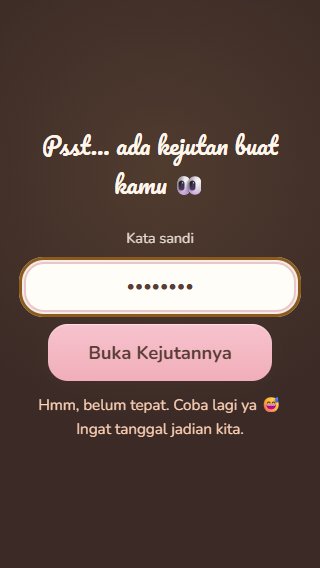 Psst... ada kejutan buat
kamu 👀
Kata sandi
••••••••
Buka Kejutannya
Hmm, belum tepat. Coba lagi ya 😅
Ingat tanggal jadian kita.